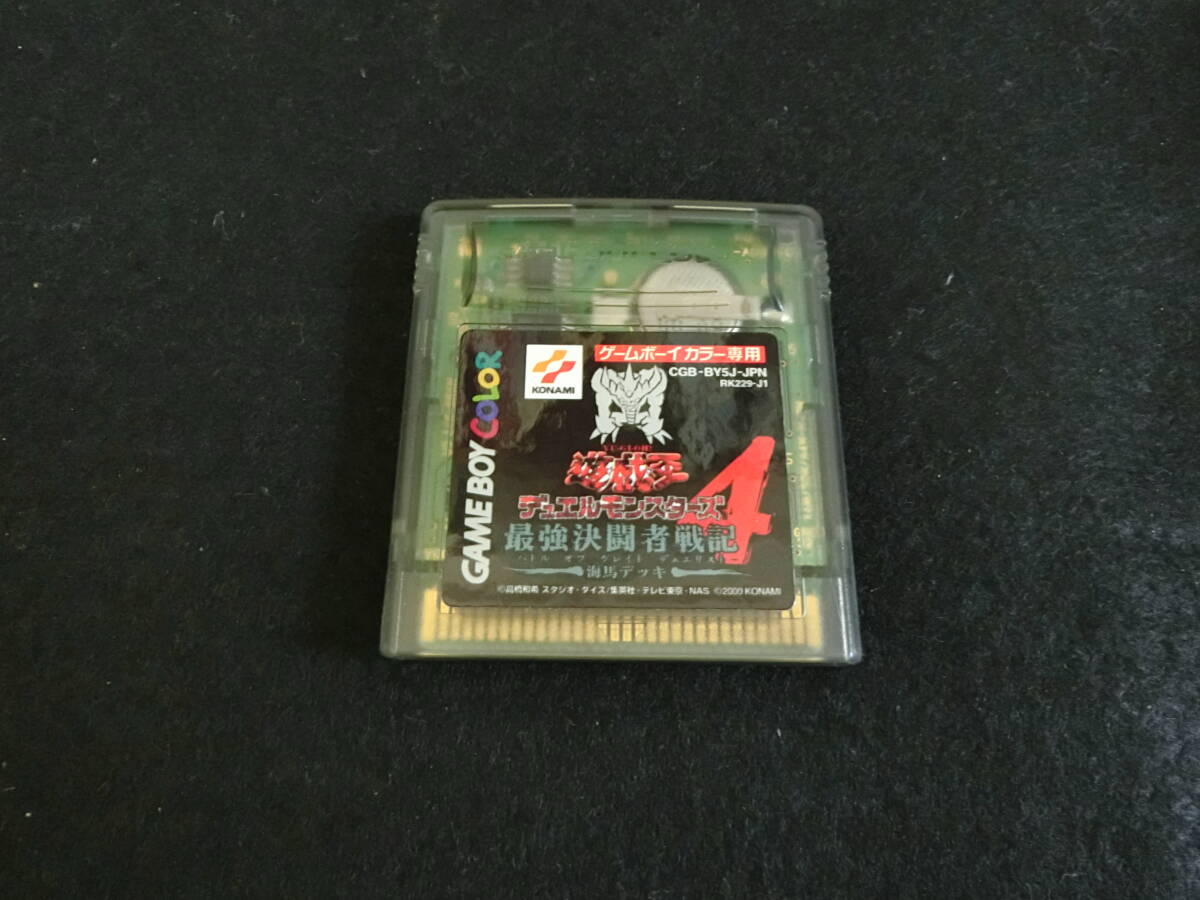 GAME BOY COLOR
KONAMI
ゲームボーイカラー専用
CGB-BY5J-JPN
RK229-J1
YU-GI-OH!
遊戯王
デュエルモンスターズ4
最強決闘者戦記
バトル オブ グレイト デュエリスト
海馬デッキ
©高橋和希 スタジオ・ダイス/集英社・テレビ東京・NAS ©2000 KONAMI